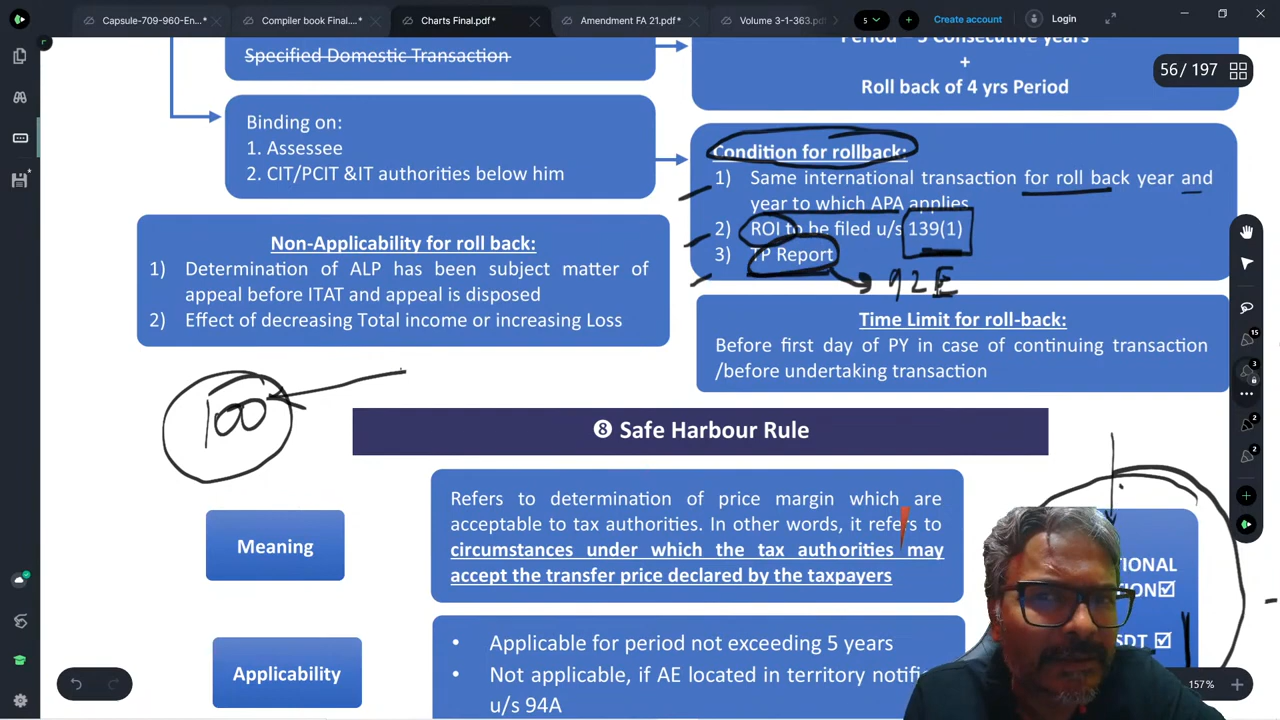 Capsule-709-960-En...*
Compiler book Final....*
Charts Final.pdf*
Amendment FA 21.pdf*
Volume 3-1-363.pd
5
Create account
Login
56 / 197
Specified Domestic Transaction
Period – 5 Consecutive years
+
Roll back of 4 yrs Period
Binding on:
1. Assessee
2. CIT/PCIT &IT authorities below him
Condition for rollback:
1) Same international transaction for roll back year and
year to which APA applies
2) ROI to be filed u/s 139(1)
3) TP Report
92E
Non-Applicability for roll back:
1) Determination of ALP has been subject matter of
appeal before ITAT and appeal is disposed
2) Effect of decreasing Total income or increasing Loss
Time Limit for roll-back:
Before first day of PY in case of continuing transaction
/before undertaking transaction
100
❽ Safe Harbour Rule
Meaning
Refers to determination of price margin which are
acceptable to tax authorities. In other words, it refers to
circumstances under which the tax authorities may
accept the transfer price declared by the taxpayers
TIONAL
ION☑
SDT ☑
Applicability
• Applicable for period not exceeding 5 years
• Not applicable, if AE located in territory notifi
u/s 94A
157%